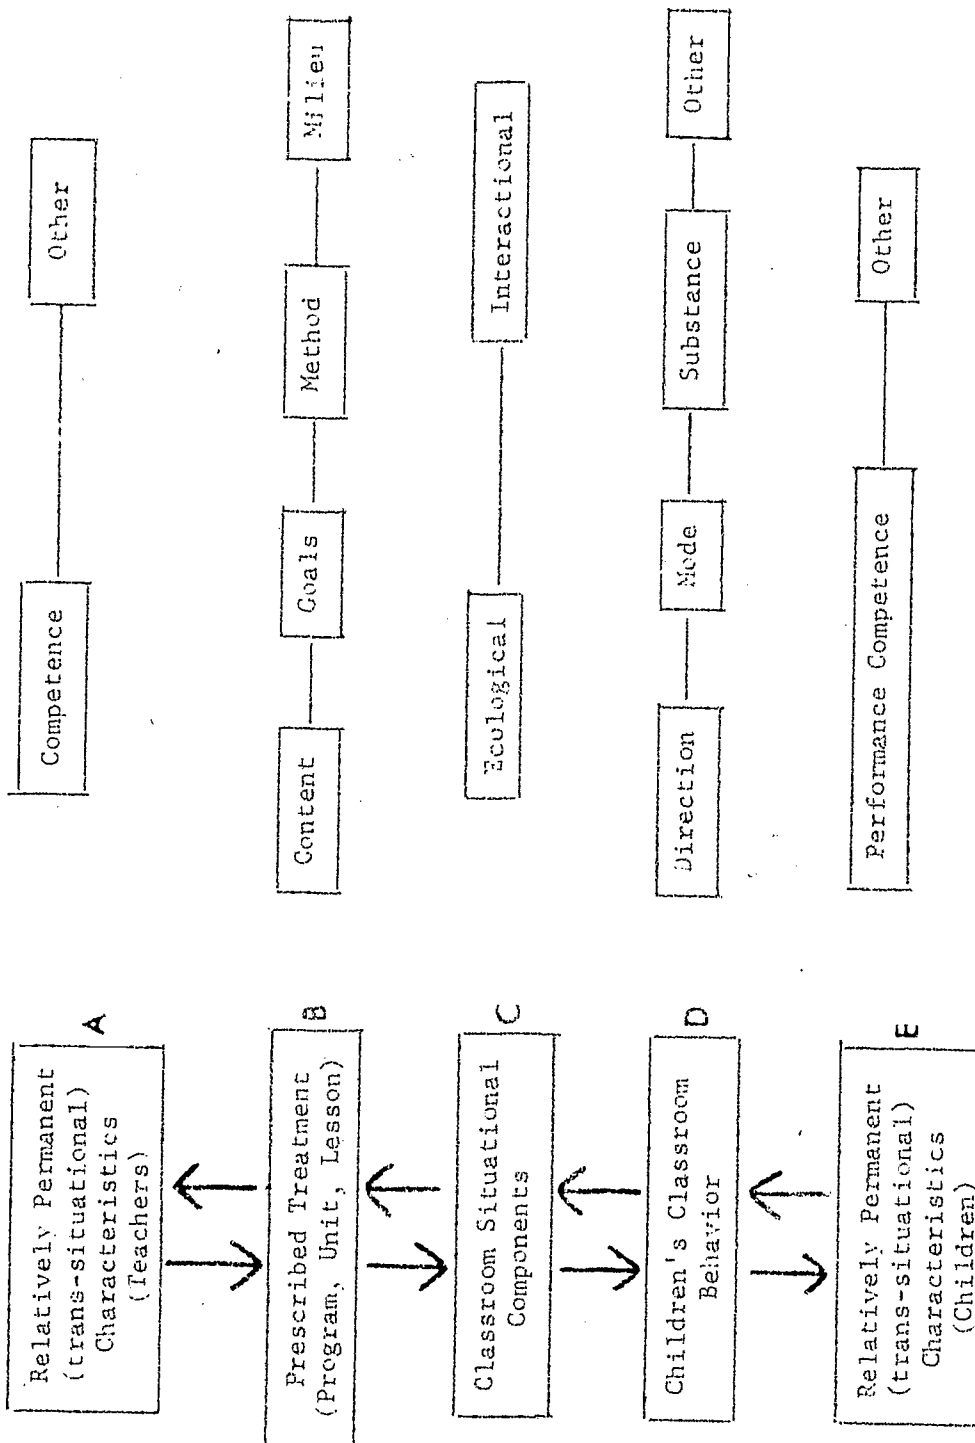 Relatively Permanent
(trans-situational)
Characteristics
(Teachers)
A
Competence
Other
Prescribed Treatment
(Program, Unit, Lesson)
B
Content
Goals
Method
Milieu
Classroom Situational
Components
C
Ecological
Interactional
Children's Classroom
Behavior
D
Direction
Mode
Substance
Other
Relatively Permanent
(trans-situational)
Characteristics
(Children)
E
Performance Competence
Other